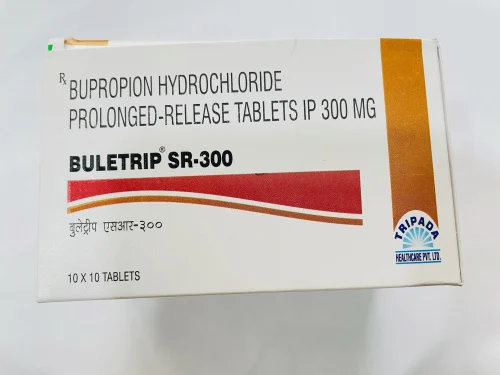 Rx BUPROPION HYDROCHLORIDE
PROLONGED-RELEASE TABLETS IP 300 MG
BULETRIP® SR-300
बुलेट्रीप एसआर-३००
10 X 10 TABLETS
TRIPADA
HEALTHCARE PVT. LTD.